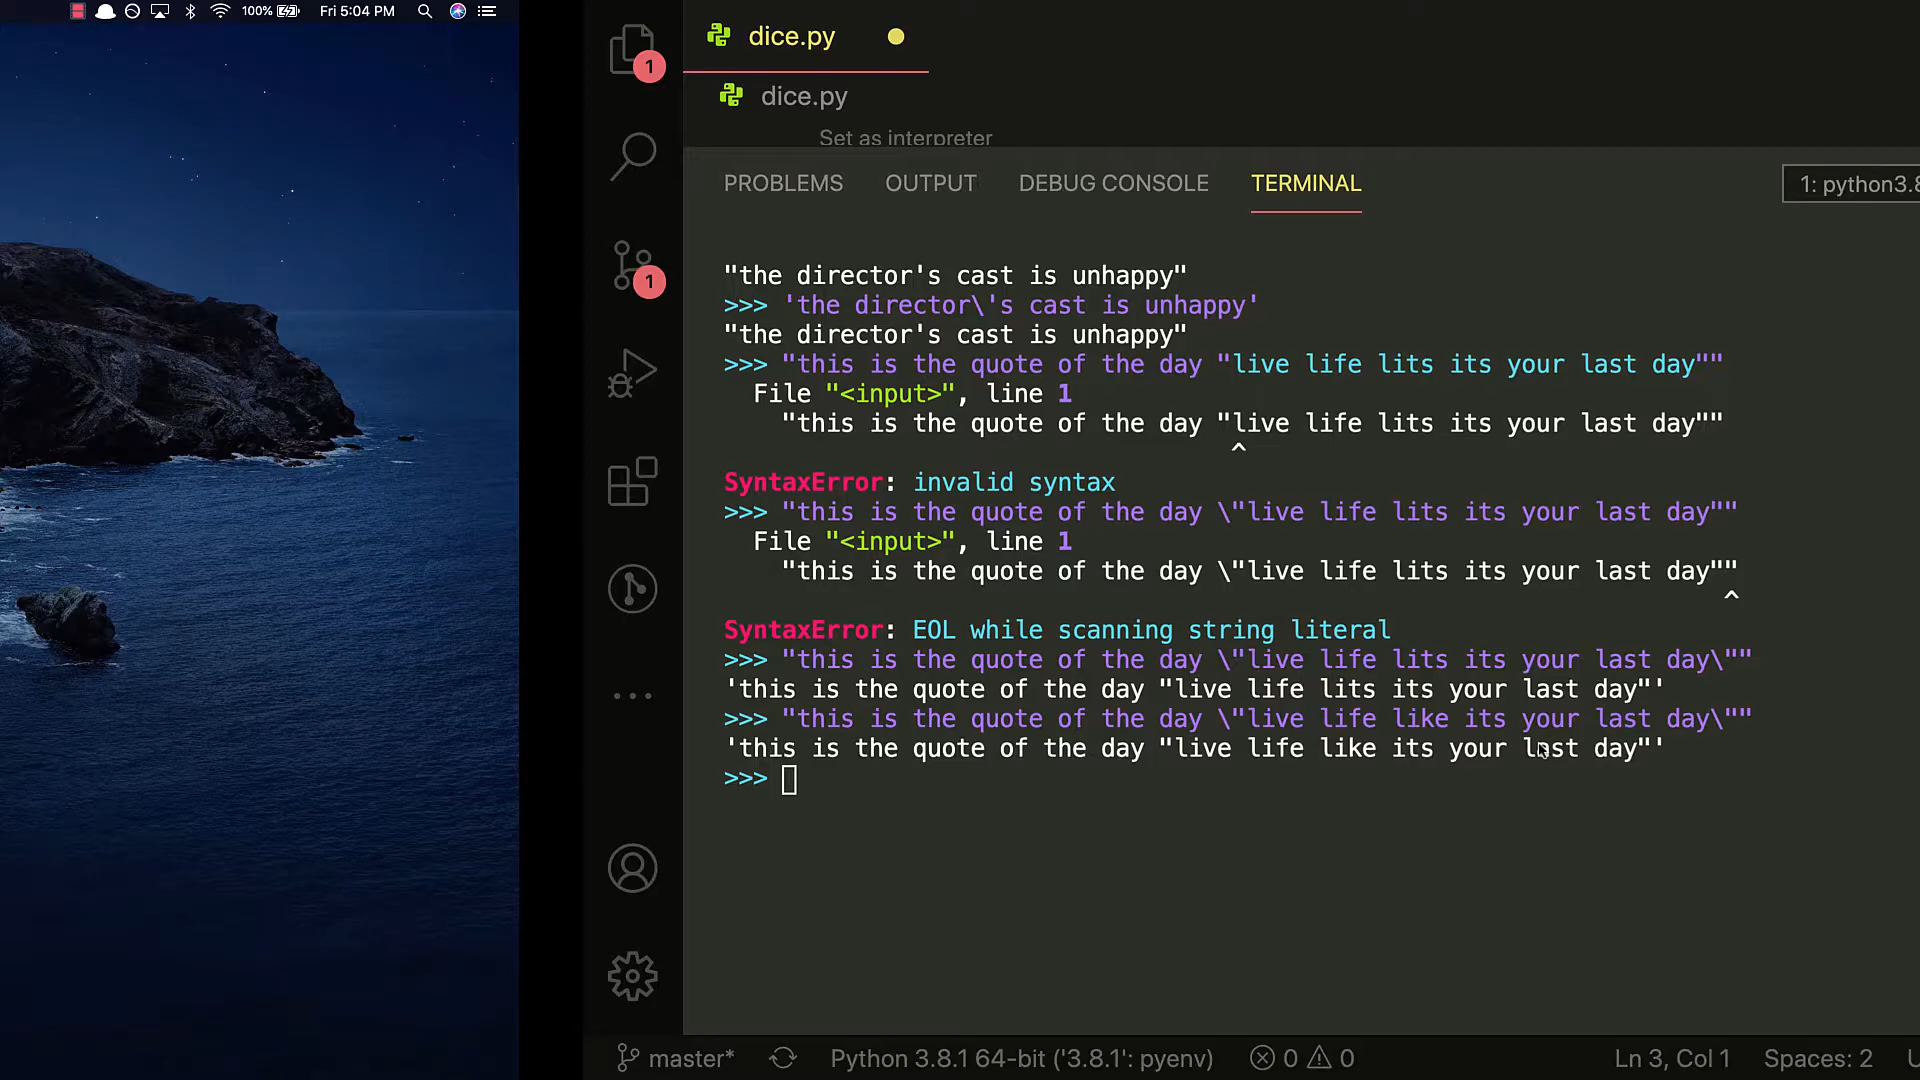 100% Fri 5:04 PM
1
dice.py
dice.py
Set as interpreter
PROBLEMS OUTPUT DEBUG CONSOLE TERMINAL
1: python3.8
"the director's cast is unhappy"
>>> 'the director\'s cast is unhappy'
"the director's cast is unhappy"
>>> "this is the quote of the day "live life lits its your last day""
File "<input>", line 1
"this is the quote of the day "live life lits its your last day""
^
SyntaxError: invalid syntax
>>> "this is the quote of the day \"live life lits its your last day""
File "<input>", line 1
"this is the quote of the day \"live life lits its your last day""
^
SyntaxError: EOL while scanning string literal
>>> "this is the quote of the day \"live life lits its your last day\""
'this is the quote of the day "live life lits its your last day"'
>>> "this is the quote of the day \"live life like its your last day\""
'this is the quote of the day "live life like its your last day"'
>>>
1
master* Python 3.8.1 64-bit ('3.8.1': pyenv) 0 0 Ln 3, Col 1 Spaces: 2